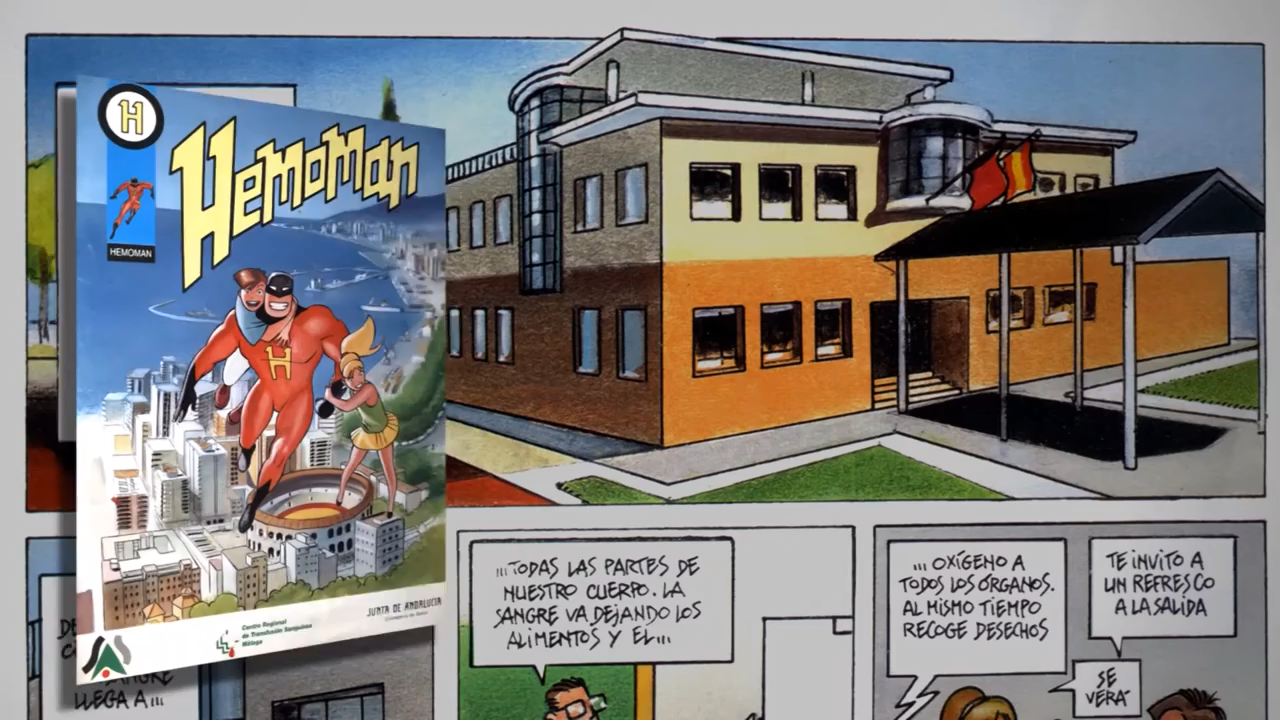 H
Hemoman
HEMOMAN
H
JUNTA DE ANDALUCIA
Centro Regional
de Transfusión Sanguínea
Málaga
SANGRE
LLEGA A...
...TODAS LAS PARTES DE
NUESTRO CUERPO. LA
SANGRE VA DEJANDO LOS
ALIMENTOS Y EL...
... OXÍGENO A
TODOS LOS ÓRGANOS.
AL MISMO TIEMPO
RECOGE DESECHOS
TE INVITO A
UN REFRESCO
A LA SALIDA
SE
VERÁ